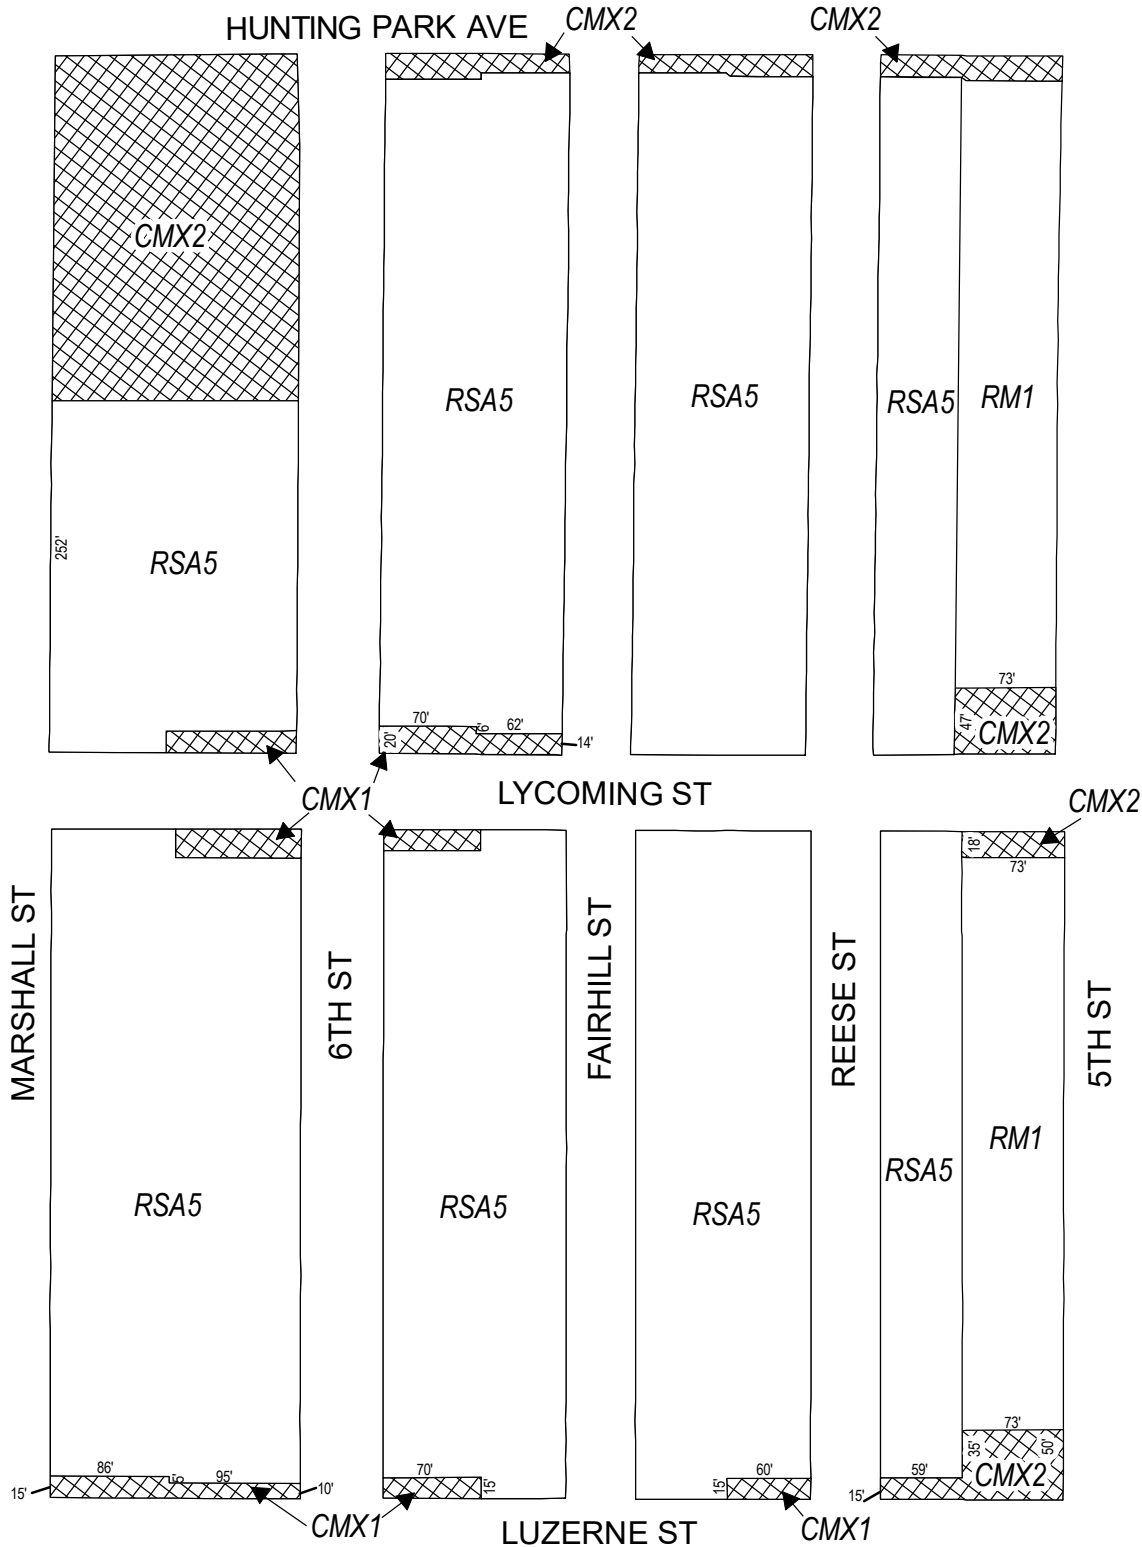 HUNTING PARK AVE
CMX2
CMX2
CMX2
RSA5
RSA5
RSA5
RM1
252'
RSA5
73'
47'
CMX2
70'
6'
62'
20'
14'
CMX1
LYCOMING ST
CMX2
18'
73'
MARSHALL ST
6TH ST
FAIRHILL ST
REESE ST
5TH ST
RSA5
RSA5
RSA5
RSA5
RM1
73'
35'
50'
CMX2
86'
5'
95'
15'
10'
70'
15'
60'
15'
59'
15'
CMX1
CMX1
LUZERNE ST